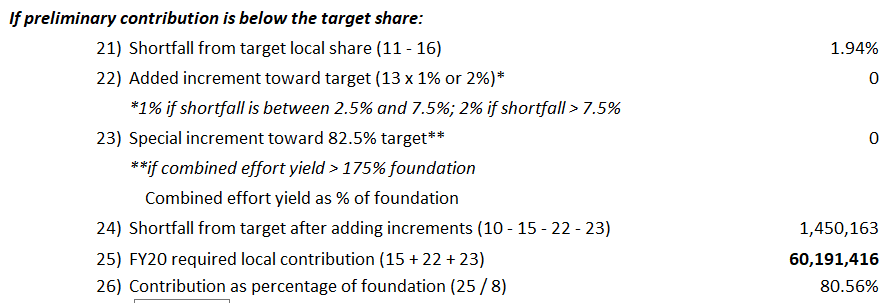 If preliminary contribution is below the target share:
21) Shortfall from target local share (11 - 16) 1.94%
22) Added increment toward target (13 x 1% or 2%)* 0
*1% if shortfall is between 2.5% and 7.5%; 2% if shortfall > 7.5%
23) Special increment toward 82.5% target** 0
**if combined effort yield > 175% foundation
Combined effort yield as % of foundation
24) Shortfall from target after adding increments (10 - 15 - 22 - 23) 1,450,163
25) FY20 required local contribution (15 + 22 + 23) 60,191,416
26) Contribution as percentage of foundation (25 / 8) 80.56%